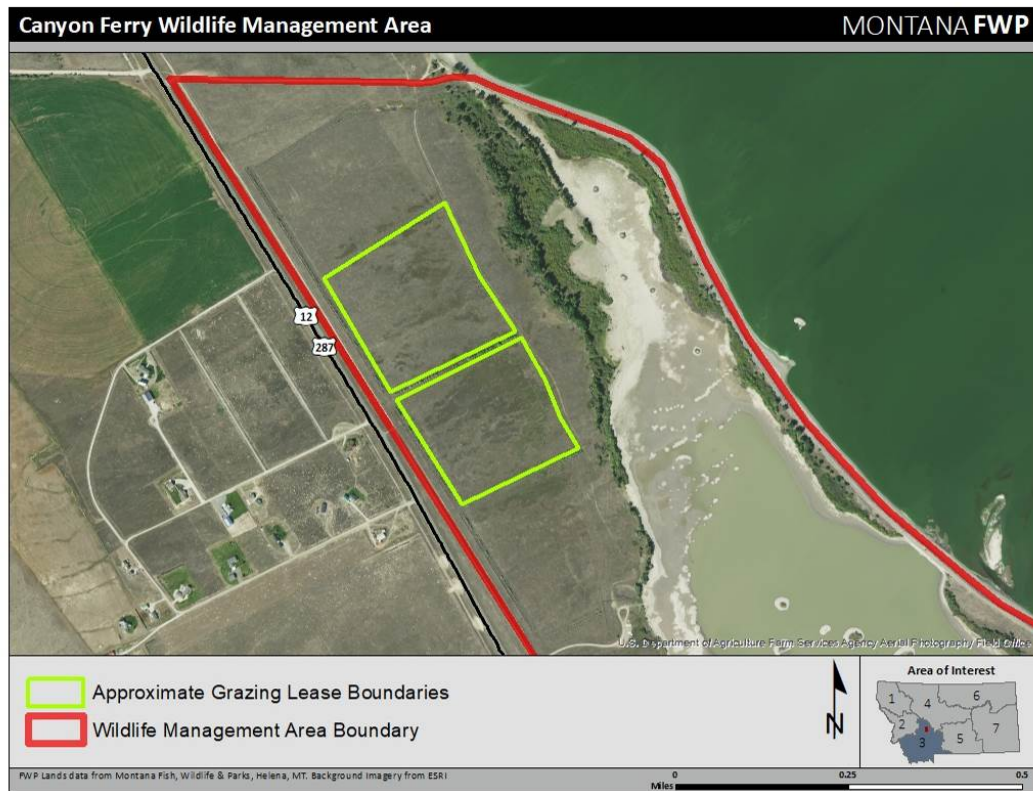 Canyon Ferry Wildlife Management Area
MONTANA FWP
12
287
U.S. Department of Agriculture Farm Services Agency Aerial Photography Field Office
Approximate Grazing Lease Boundaries
Wildlife Management Area Boundary
N
Area of Interest
1
4
6
2
3
5
7
FWP Lands data from Montana Fish, Wildlife & Parks, Helena, MT. Background Imagery from ESRI
0 0.25 0.5
Miles